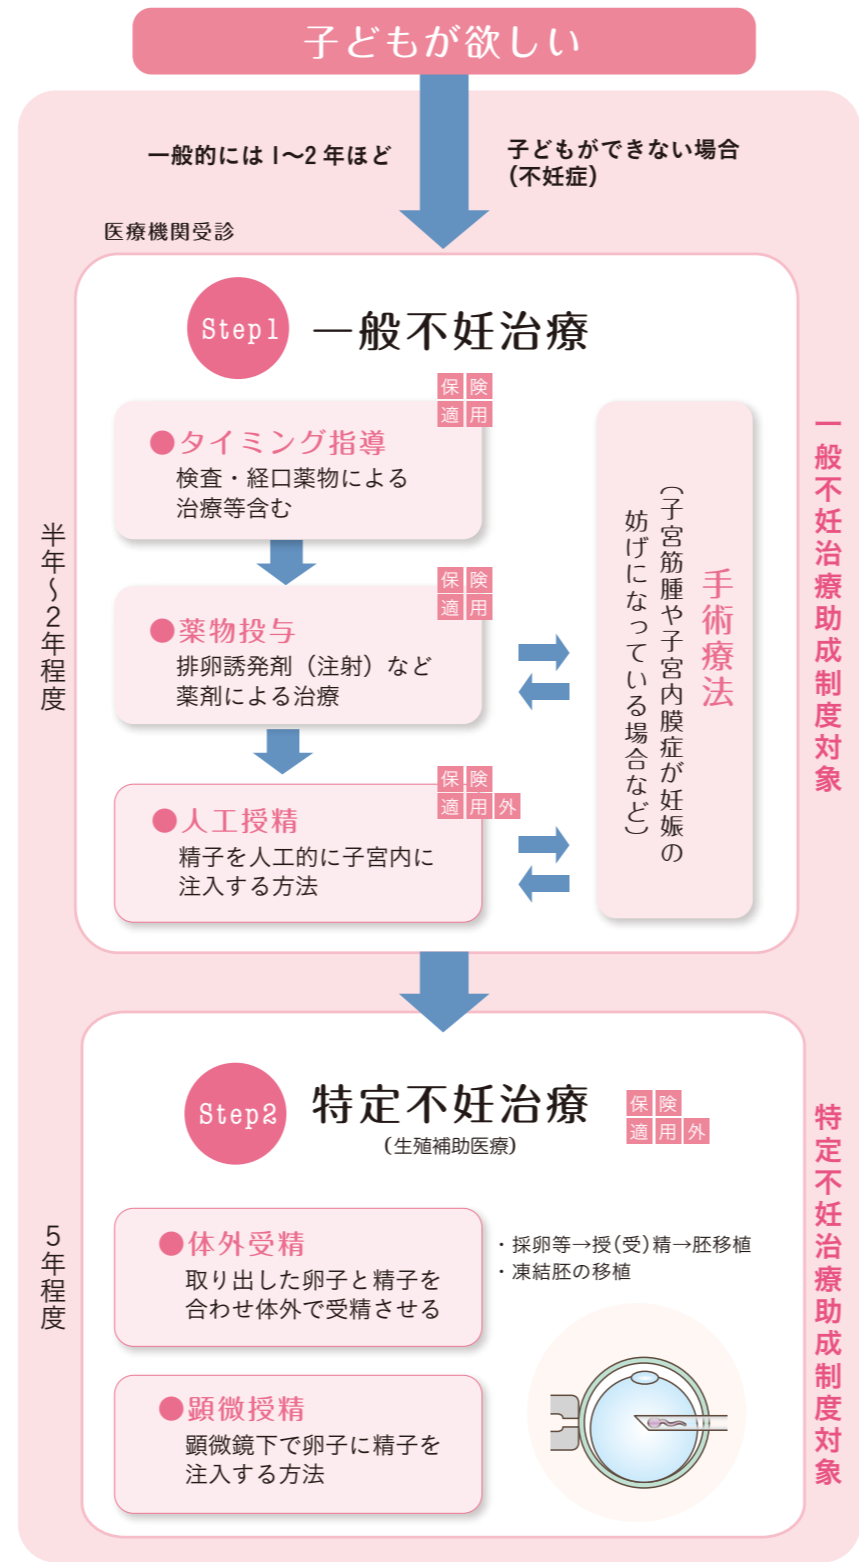 子どもが欲しい
一般的には1〜2年ほど
子どもができない場合
(不妊症)
医療機関受診
Step1
一般不妊治療
半年〜2年程度
保険
適用
●タイミング指導
検査・経口薬物による
治療等含む
保険
適用
●薬物投与
排卵誘発剤（注射）など
薬剤による治療
保険
適用外
●人工授精
精子を人工的に子宮内に
注入する方法
手術療法
（子宮筋腫や子宮内膜症が妊娠の
妨げになっている場合など）
一般不妊治療助成制度対象
Step2
特定不妊治療
(生殖補助医療)
保険
適用外
5年程度
●体外受精
取り出した卵子と精子を
合わせ体外で受精させる
・採卵等→授(受)精→胚移植
・凍結胚の移植
●顕微授精
顕微鏡下で卵子に精子を
注入する方法
特定不妊治療助成制度対象